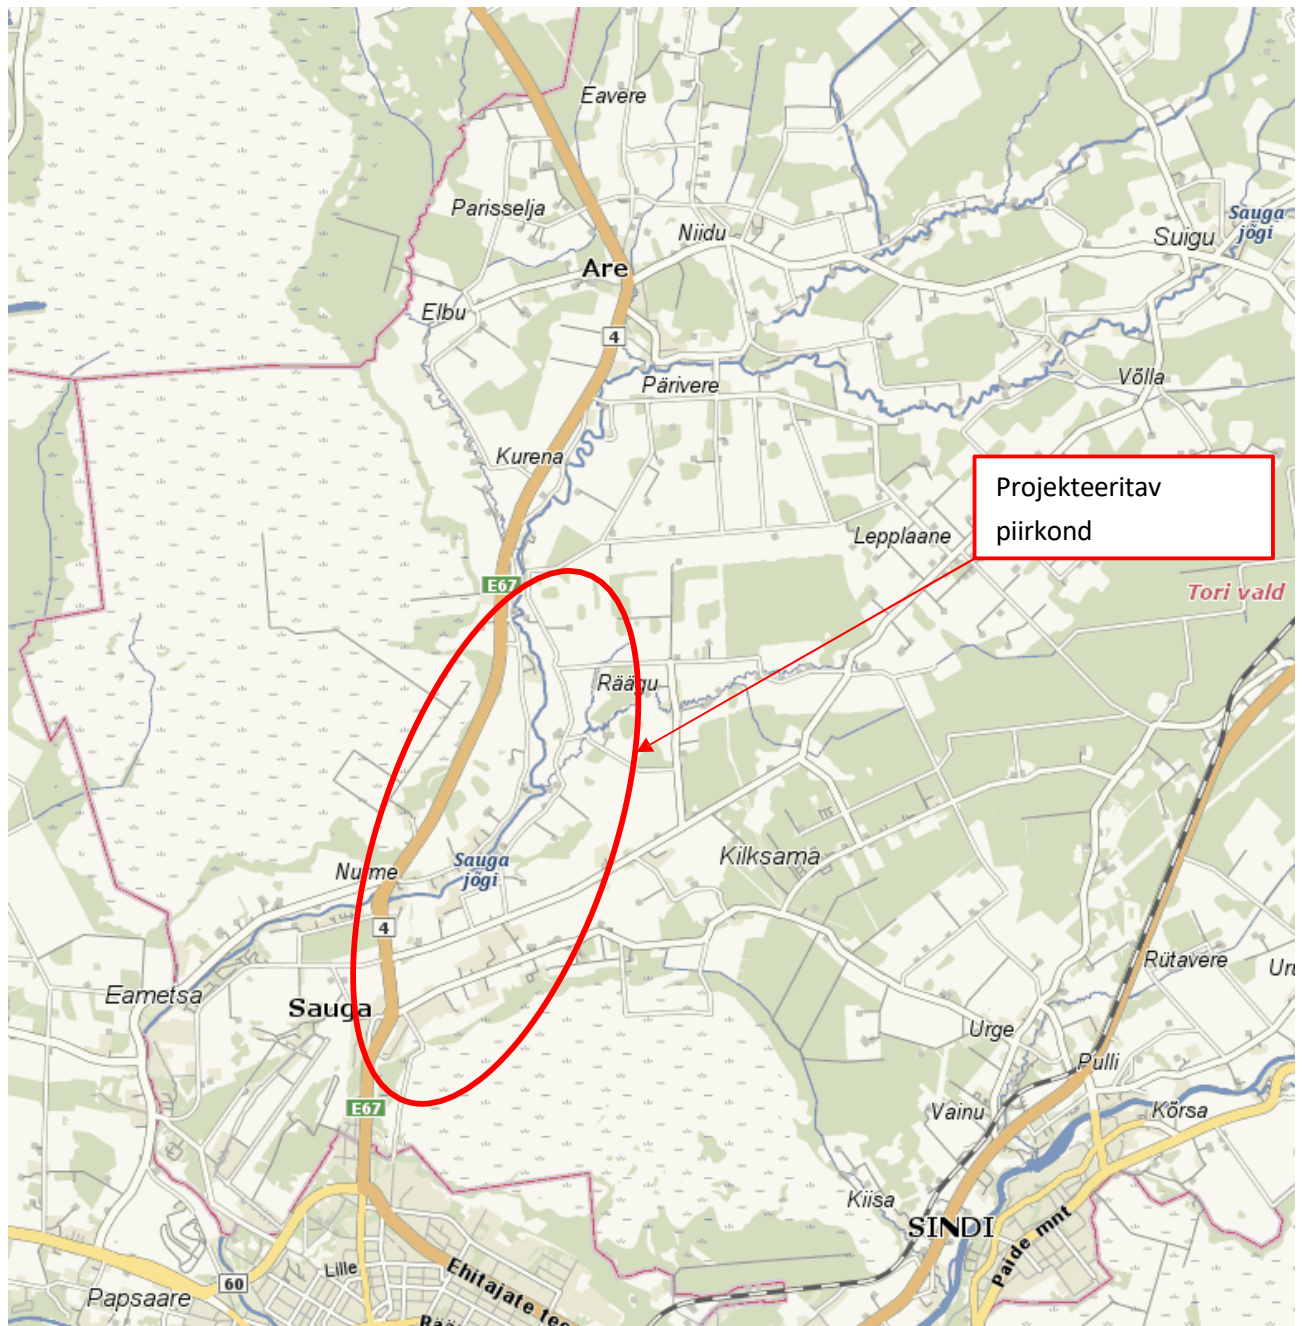 Eavere
Parisselja
Niidu
Sauga
jõgi
Suigu
Are
Elbu
4
Pärivere
Võlla
Kurena
Projekteeritav
piirkond
Lepplaane
E67
Tori vald
Räägu
Nurme
Sauga
jõgi
Kilksama
4
Rütavere
Eametsa
Sauga
Urge
Pulli
E67
Vainu
Kõrsa
Kiisa
SINDI
Paide mnt
Lille
60
Ehitajate tee
Papsaare